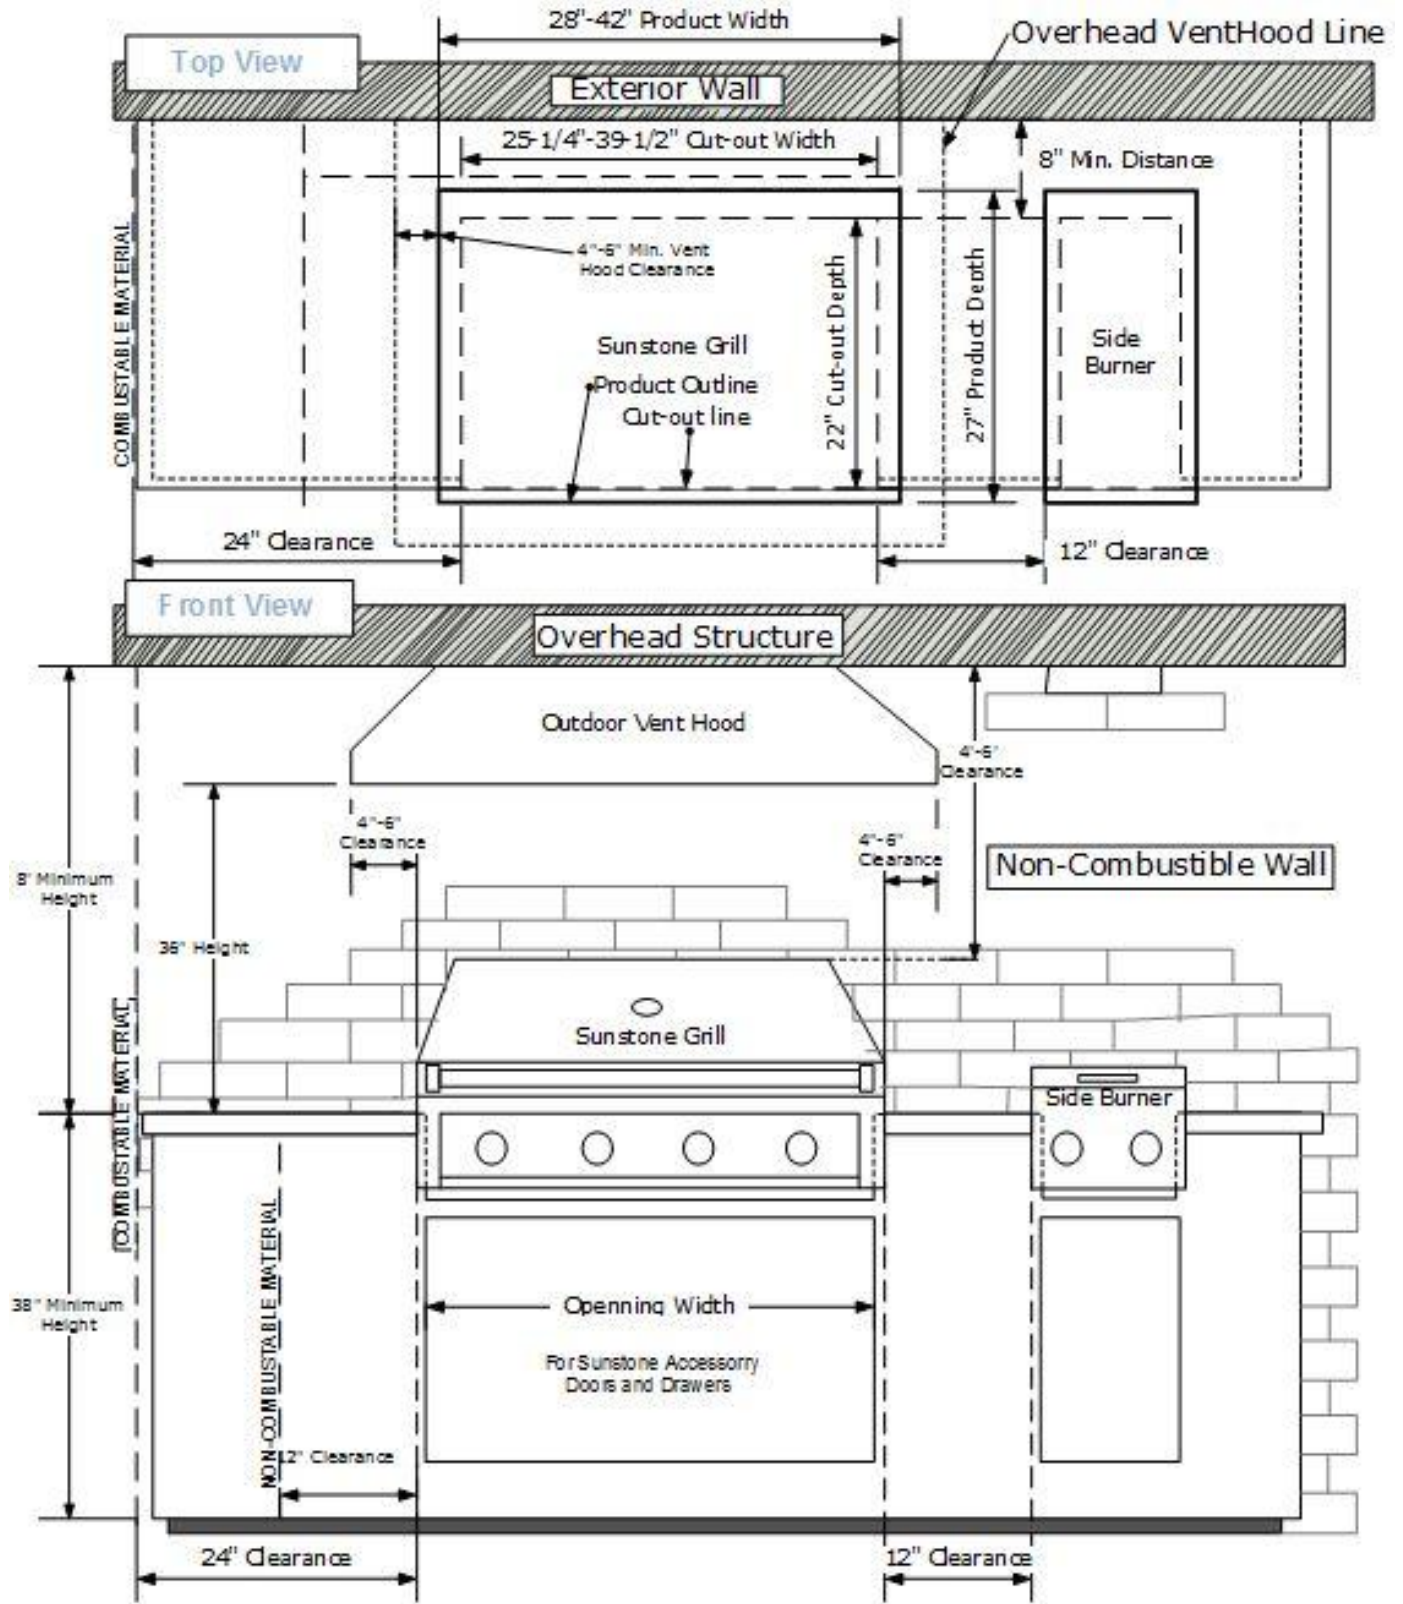 28"-42" Product Width
Overhead VentHood Line
Top View
Exterior Wall
25-1/4"-39-1/2" Cut-out Width
8" Min. Distance
COMBUSTABLE MATERIAL
4"-6" Min. Vent
Hood Clearance
22" Cut-out Depth
27" Product Depth
Sunstone Grill
Product Outline
Cut-out line
Side
Burner
24" Clearance
12" Clearance
Front View
Overhead Structure
Outdoor Vent Hood
4'-6'
Clearance
4"-6"
Clearance
4"-6"
Clearance
Non-Combustible Wall
8' Minimum
Height
36" Height
Sunstone Grill
COMBUSTABLE MATERIAL
Side Burner
NON-COMBUSTABLE MATERIAL
38" Minimum
Height
Openning Width
For Sunstone Accessorry
Doors and Drawers
12" Clearance
24" Clearance
12" Clearance